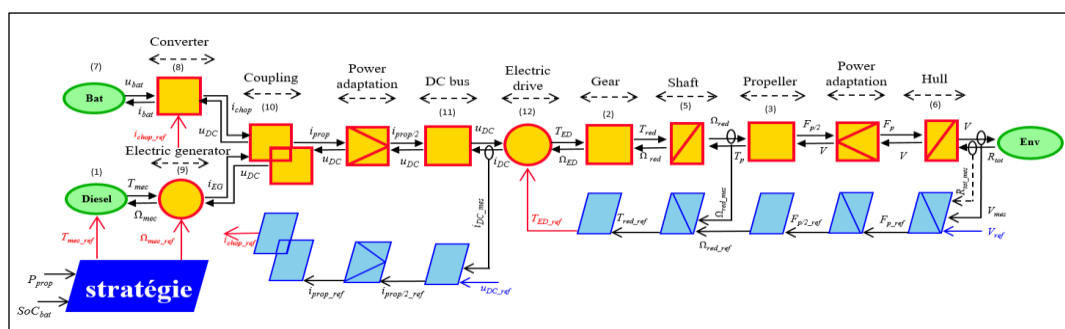 Converter
(7)
(8)
Coupling
(10)
Power
adaptation
DC bus
(11)
Electric
drive
(12)
Gear
(2)
Shaft
(5)
Propeller
(3)
Power
adaptation
Hull
(6)
Bat
u_bat
i_bat
i_chop
u_DC
i_chop_ref
Electric generator
(9)
(1)
Diesel
T_mec
Ω_mec
i_EG
u_DC
i_prop
u_DC
i_prop/2
u_DC
u_DC
i_DC
T_ED
Ω_ED
T_red
Ω_red
Ω_red
T_p
F_p/2
V
F_p
V
V
R_tot
Env
T_mec_ref
Ω_mec_ref
i_chop_ref
i_DC_mes
T_ED_ref
T_red_ref
Ω_red_mes
Ω_red_ref
F_p/2_ref
F_p_ref
R_tot_mes
V_mes
V_ref
P_prop
SoC_bat
stratégie
i_prop_ref
i_prop/2_ref
u_DC_ref